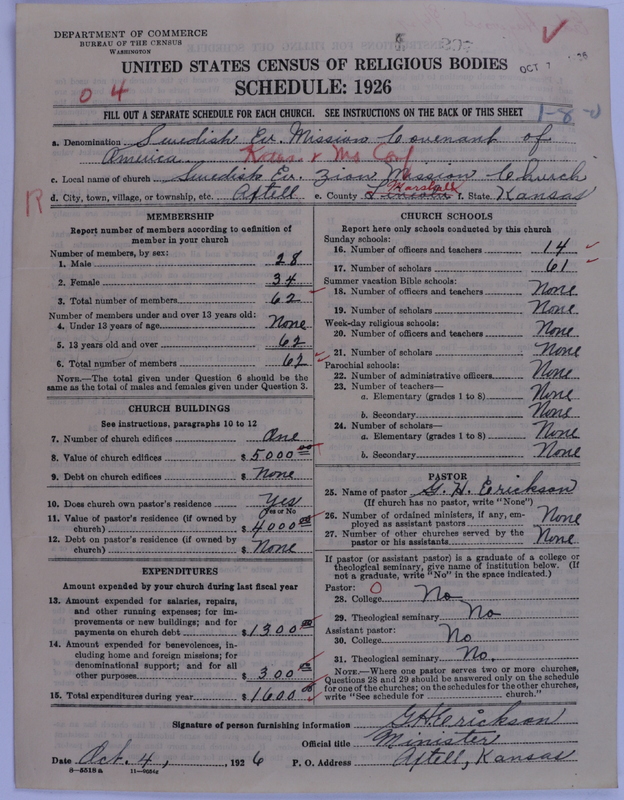 DEPARTMENT OF COMMERCE
BUREAU OF THE CENSUS
WASHINGTON
OCT 7
UNITED STATES CENSUS OF RELIGIOUS BODIES
SCHEDULE: 1926
0 4
FILL OUT A SEPARATE SCHEDULE FOR EACH CHURCH. SEE INSTRUCTIONS ON THE BACK OF THIS SHEET
1-8-0
a. Denomination Swedish Ev. Mission Covenant of
America
c. Local name of church Swedish Ev. Zion Mission Church
R
d. City, town, village, or township, etc. Axtell e. County Lincoln Marshall f. State Kansas
MEMBERSHIP
Report number of members according to definition of
member in your church
Number of members, by sex:
1. Male 28
2. Female 34
3. Total number of members 62
Number of members under and over 13 years old:
4. Under 13 years of age None
5. 13 years old and over 62
6. Total number of members 62
NOTE.—The total given under Question 6 should be the
same as the total of males and females given under Question 3.
CHURCH BUILDINGS
See instructions, paragraphs 10 to 12
7. Number of church edifices One
8. Value of church edifices $ 5000 00
9. Debt on church edifices $ None
10. Does church own pastor's residence Yes
Yes or No
11. Value of pastor's residence (if owned by
church) $ 4000 00
12. Debt on pastor's residence (if owned by
church) $ None
EXPENDITURES
Amount expended by your church during last fiscal year
13. Amount expended for salaries, repairs,
and other running expenses; for im-
provements or new buildings; and for
payments on church debt $ 1300 00
14. Amount expended for benevolences, in-
cluding home and foreign missions; for
denominational support; and for all
other purposes $ 300 00
15. Total expenditures during year $ 1600 00
CHURCH SCHOOLS
Report here only schools conducted by this church
Sunday schools:
16. Number of officers and teachers 14
17. Number of scholars 61
Summer vacation Bible schools:
18. Number of officers and teachers None
19. Number of scholars None
Week-day religious schools:
20. Number of officers and teachers None
21. Number of scholars None
Parochial schools:
22. Number of administrative officers None
23. Number of teachers—
a. Elementary (grades 1 to 8) None
b. Secondary None
24. Number of scholars—
a. Elementary (grades 1 to 8) None
b. Secondary None
PASTOR
25. Name of pastor G. H. Erickson
(If church has no pastor, write "None")
26. Number of ordained ministers, if any, em-
ployed as assistant pastors None
27. Number of other churches served by the
pastor or his assistants None
If pastor (or assistant pastor) is a graduate of a college or
theological seminary, give name of institution below. (If
not a graduate, write "No" in the space indicated.)
Pastor: 0
28. College No
29. Theological seminary No
Assistant pastor:
30. College No
31. Theological seminary No.
NOTE.—Where one pastor serves two or more churches,
Questions 28 and 29 should be answered only on the schedule
for one of the churches; on the schedules for the other churches,
write "See schedule for church."
Signature of person furnishing information G H Erickson
Official title Minister
Date Oct. 4, , 1926 P. O. Address Axtell, Kansas
8—5518 a